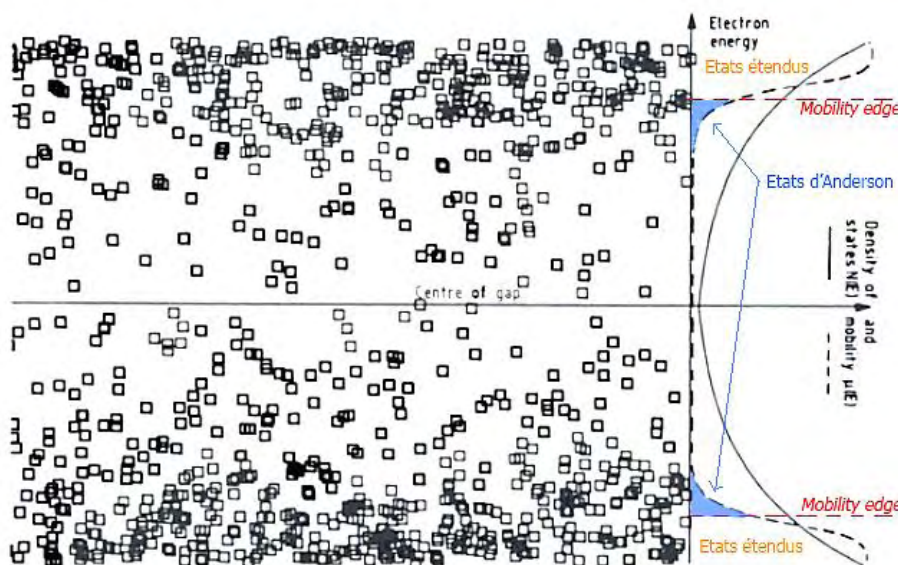 Electron
energy
Etats étendus
Mobility edge
Etats d'Anderson
Density of and
states N(E) mobility µ(E)
Centre of gap
Mobility edge
Etats étendus